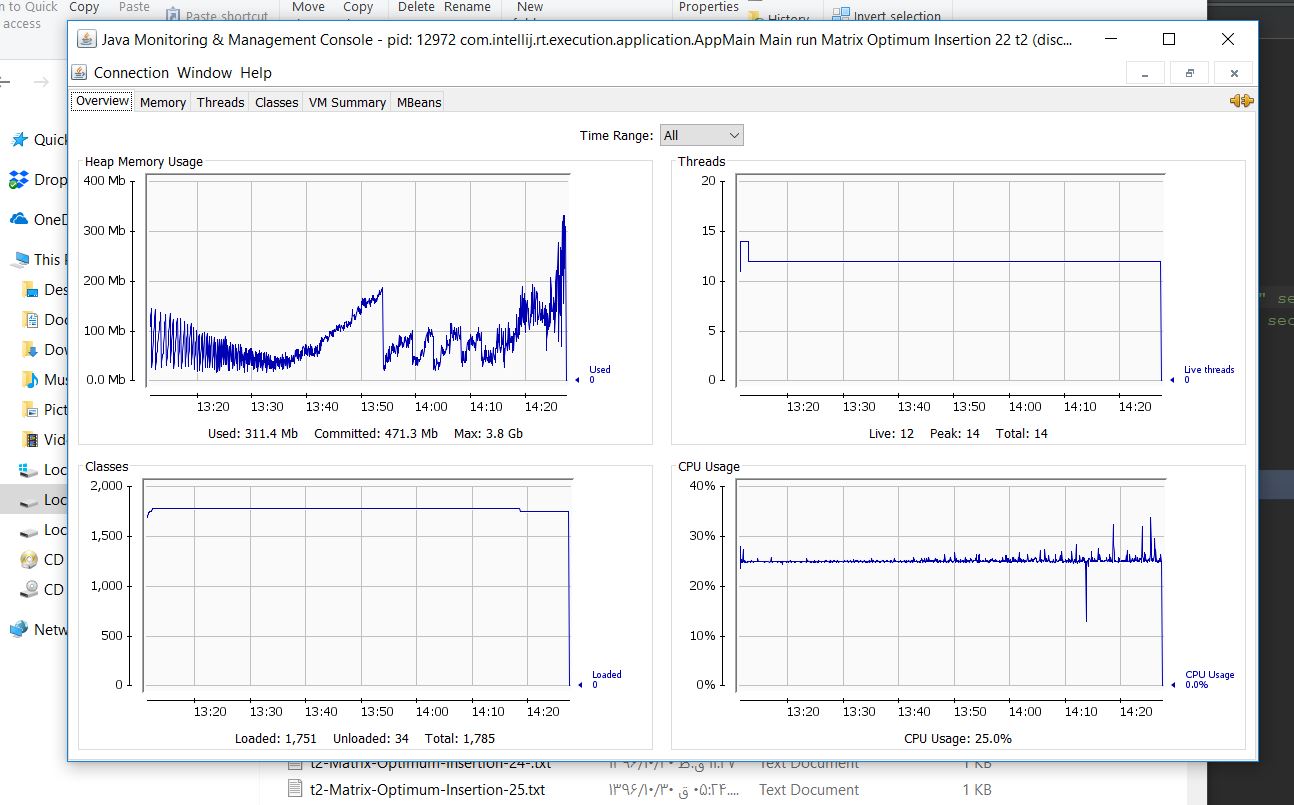 n to Quick
access
Copy
Paste
Paste shortcut
Move
Copy
Delete
Rename
New
Properties
History
Invert selection
Java Monitoring & Management Console - pid: 12972 com.intellij.rt.execution.application.AppMain Main run Matrix Optimum Insertion 22 t2 (disc...
Connection Window Help
Overview Memory Threads Classes VM Summary MBeans
Time Range: All
Quick
Drop
OneD
This P
Des
Doc
Dow
Mus
Pict
Vid
Loc
Loc
Loc
CD
CD
Netw
Heap Memory Usage
400 Mb
300 Mb
200 Mb
100 Mb
0.0 Mb
Used
0
13:20 13:30 13:40 13:50 14:00 14:10 14:20
Used: 311.4 Mb Committed: 471.3 Mb Max: 3.8 Gb
Threads
20
15
10
5
0
Live threads
0
13:20 13:30 13:40 13:50 14:00 14:10 14:20
Live: 12 Peak: 14 Total: 14
Classes
2,000
1,500
1,000
500
0
Loaded
0
13:20 13:30 13:40 13:50 14:00 14:10 14:20
Loaded: 1,751 Unloaded: 34 Total: 1,785
CPU Usage
40%
30%
20%
10%
0%
CPU Usage
0.0%
13:20 13:30 13:40 13:50 14:00 14:10 14:20
CPU Usage: 25.0%
" se
sec
t2-Matrix-Optimum-Insertion-24-.txt Text Document 1 KB
t2-Matrix-Optimum-Insertion-25.txt ۱۳۹۶/۱۰/۳۰ ق ۰۵:۲۴.... Text Document 1 KB